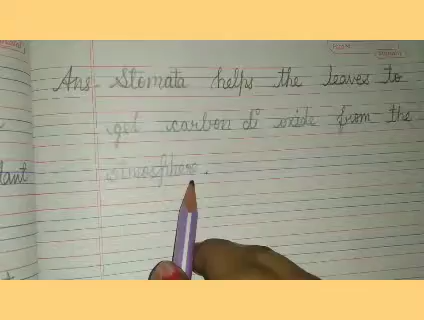 Ans - Stomata helps the leaves to
get carbon di oxide from the
atmosphere.